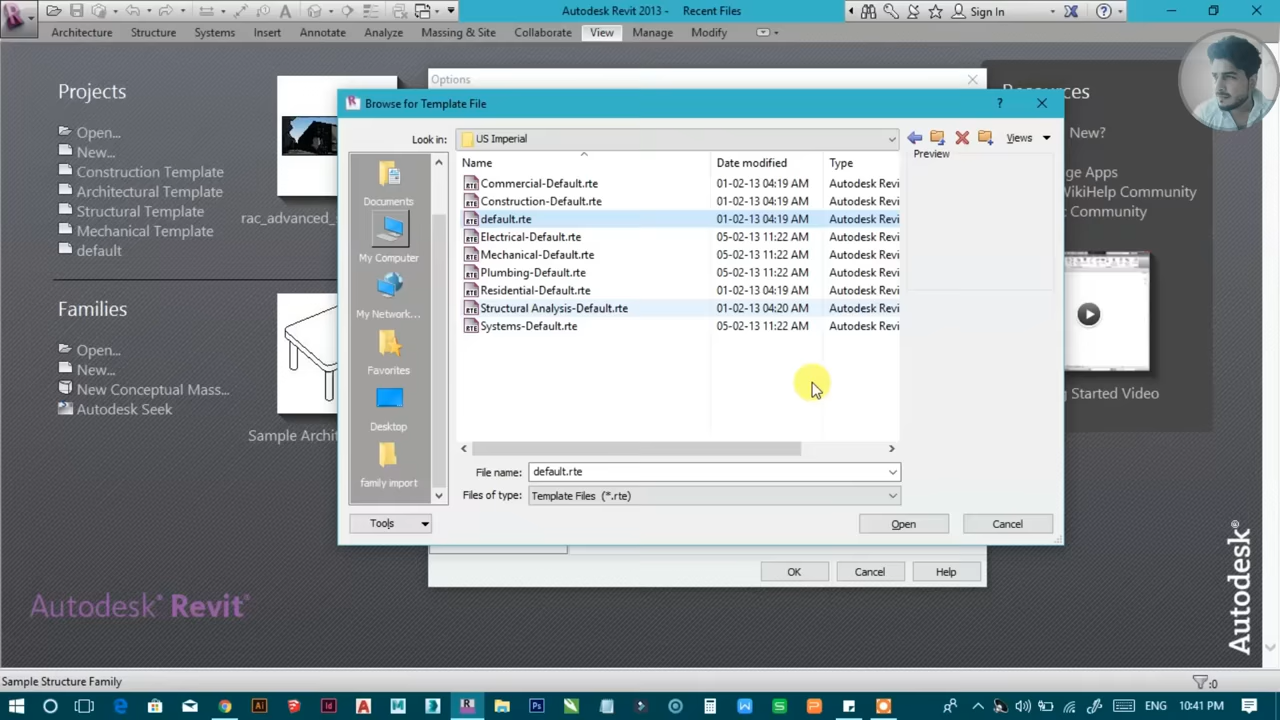 Autodesk Revit 2013 - Recent Files
Sign In
Architecture Structure Systems Insert Annotate Analyze Massing & Site Collaborate View Manage Modify
Options
Projects
Open...
New...
Construction Template
Architectural Template
Structural Template
Mechanical Template
default
rac_advanced_s
Families
Open...
New...
New Conceptual Mass...
Autodesk Seek
Sample Archi
Browse for Template File
Look in: US Imperial
Views
Name Date modified Type
Preview
Commercial-Default.rte 01-02-13 04:19 AM Autodesk Revi
Construction-Default.rte 01-02-13 04:19 AM Autodesk Revi
default.rte 01-02-13 04:19 AM Autodesk Revi
Electrical-Default.rte 05-02-13 11:22 AM Autodesk Revi
Mechanical-Default.rte 05-02-13 11:22 AM Autodesk Revi
Plumbing-Default.rte 05-02-13 11:22 AM Autodesk Revi
Residential-Default.rte 01-02-13 04:19 AM Autodesk Revi
Structural Analysis-Default.rte 01-02-13 04:20 AM Autodesk Revi
Systems-Default.rte 05-02-13 11:22 AM Autodesk Revi
Documents
My Computer
My Network...
Favorites
Desktop
family import
File name: default.rte
Files of type: Template Files (*.rte)
Tools
Open
Cancel
OK
Cancel
Help
New?
Apps
WikiHelp Community
Community
Started Video
Autodesk® Revit®
Autodesk®
Sample Structure Family
:0
ENG 10:41 PM